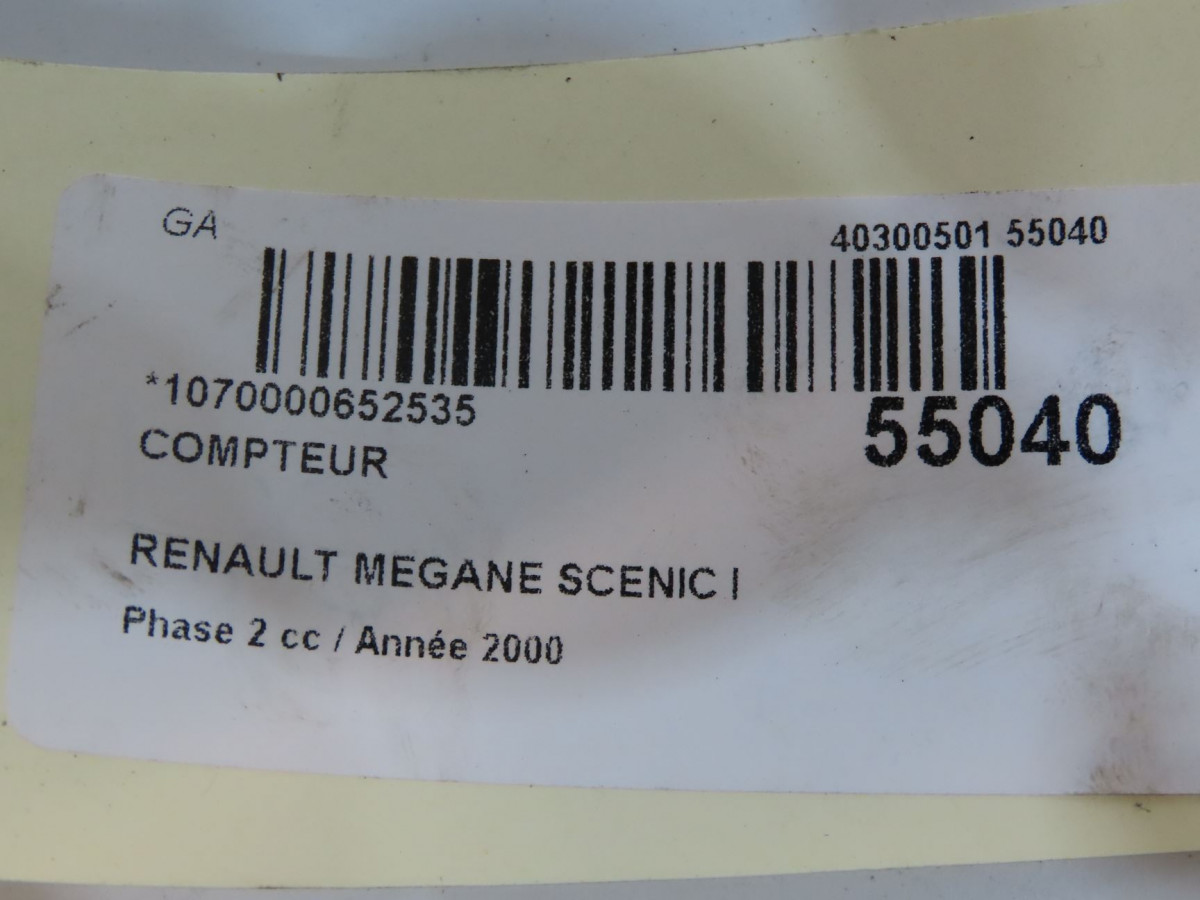 GA
40300501 55040
*1070000652535
55040
COMPTEUR
RENAULT MEGANE SCENIC I
Phase 2 cc / Année 2000